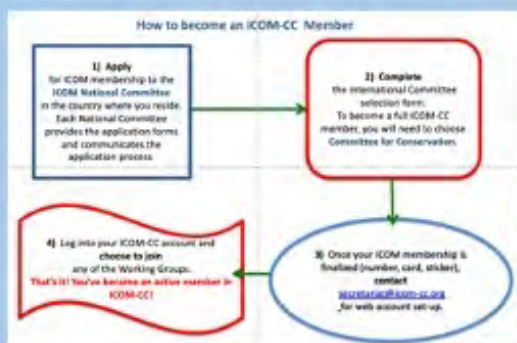 How to become an ICOM-CC Member
1) Apply
for ICOM membership to the
ICOM National Committee
in the country where you reside.
Each National Committee
provides the application forms
and communicates the
application process
2) Complete
the International Committee
selection form.
To become a full ICOM-CC
member, you will need to choose
Committee for Conservation.
3) Once your ICOM membership is
finalized (number, card, sticker),
contact
secretariat@icom-cc.org
for web account set-up.
4) Log into your ICOM-CC account and
choose to join
any of the Working Groups.
That's it! You've become an active member in
ICOM-CC!